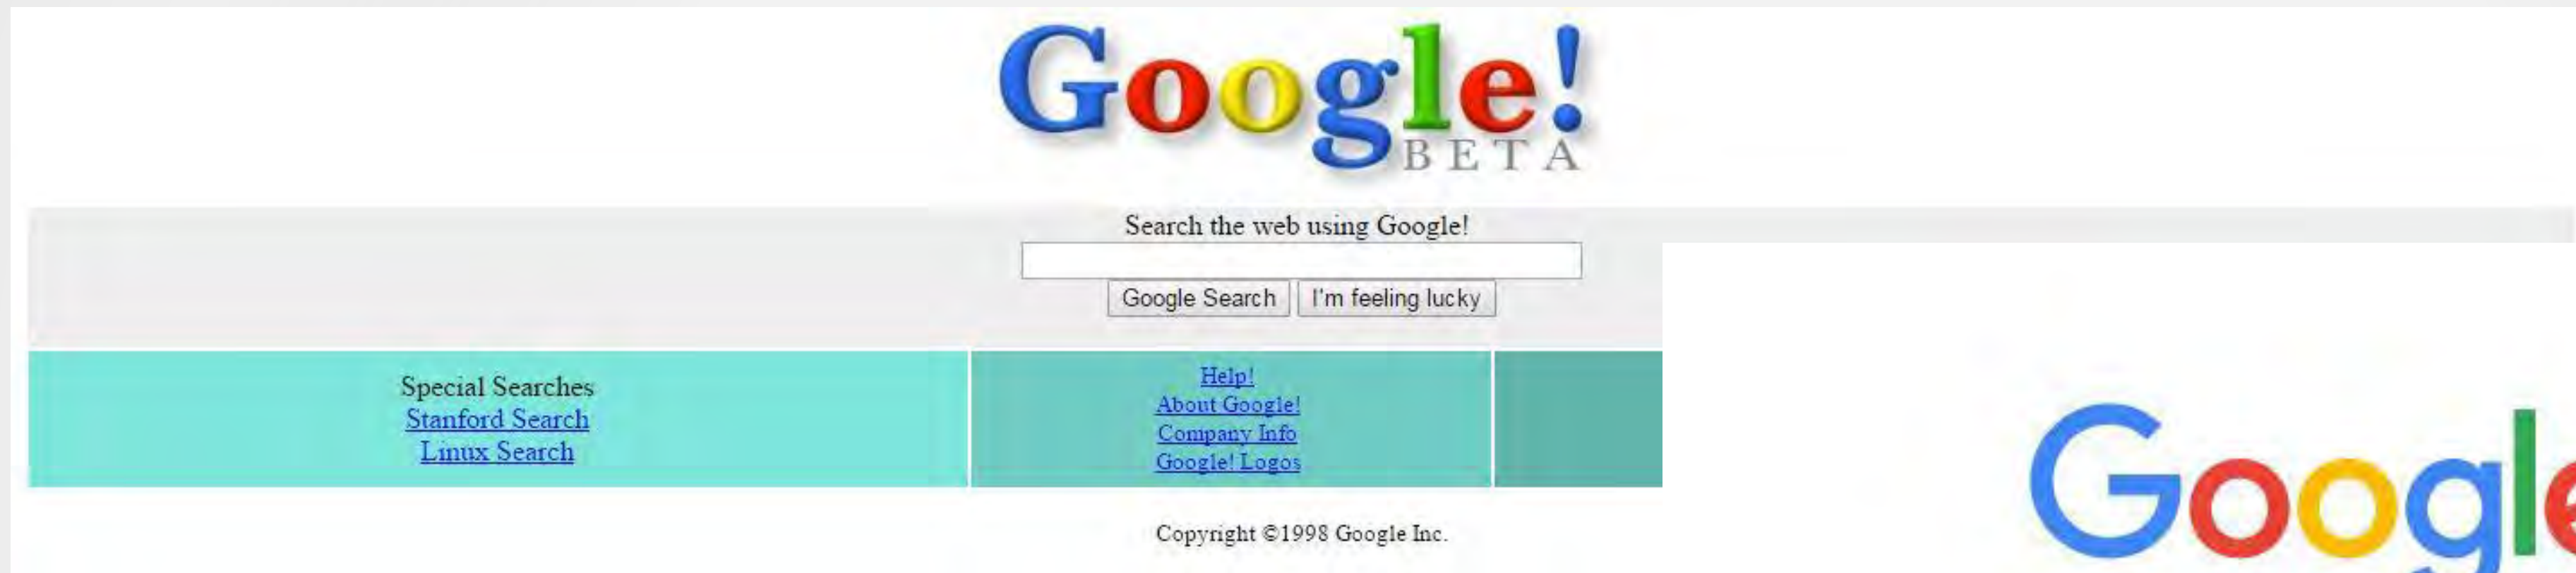 Google!
BETA
Search the web using Google!
Google Search I'm feeling lucky
Special Searches
Stanford Search
Linux Search
Help!
About Google!
Company Info
Google! Logos
Copyright ©1998 Google Inc.
Google